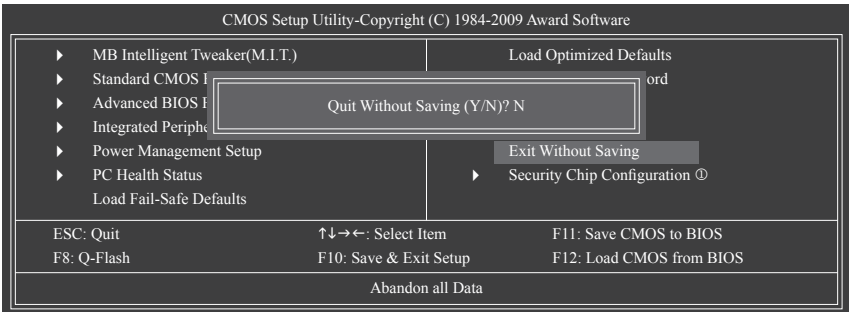 CMOS Setup Utility-Copyright (C) 1984-2009 Award Software
MB Intelligent Tweaker(M.I.T.)
Standard CMOS
Advanced BIOS
Integrated
Power Management Setup
PC Health Status
Load Fail-Safe Defaults
Load Optimized Defaults
Quit Without Saving (Y/N)? N
Exit Without Saving
Security Chip Configuration ①
ESC: Quit
↑↓→←: Select Item
F11: Save CMOS to BIOS
F8: Q-Flash
F10: Save & Exit Setup
F12: Load CMOS from BIOS
Abandon all Data